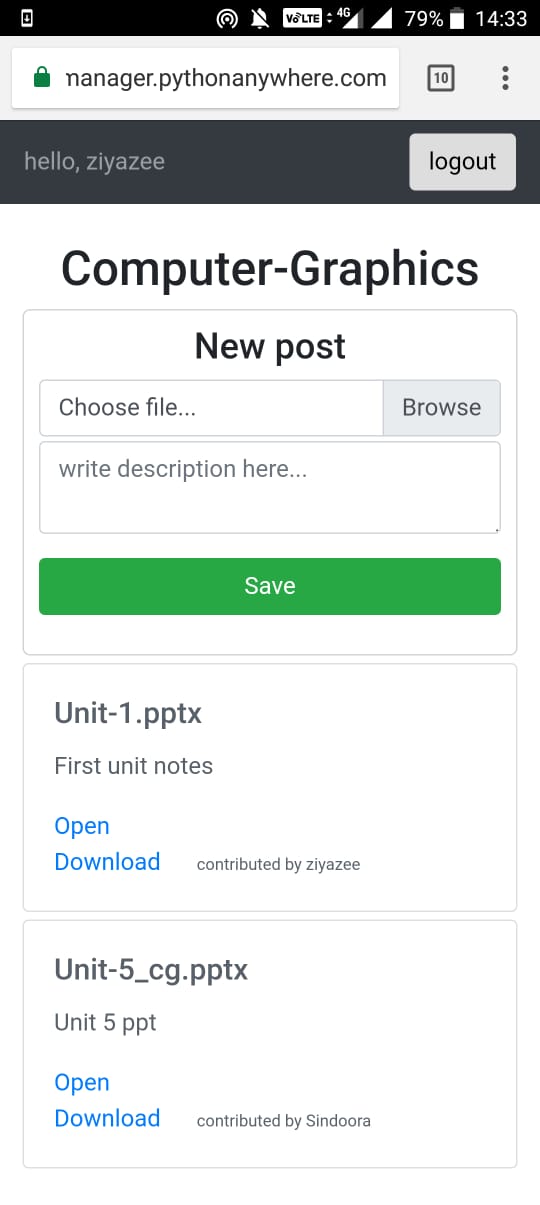 VoLTE 4G 79% 14:33
nanager.pythonanywhere.com 10
hello, ziyazee logout
Computer-Graphics
New post
Choose file... Browse
write description here...
Save
Unit-1.pptx
First unit notes
Open
Download contributed by ziyazee
Unit-5_cg.pptx
Unit 5 ppt
Open
Download contributed by Sindoora